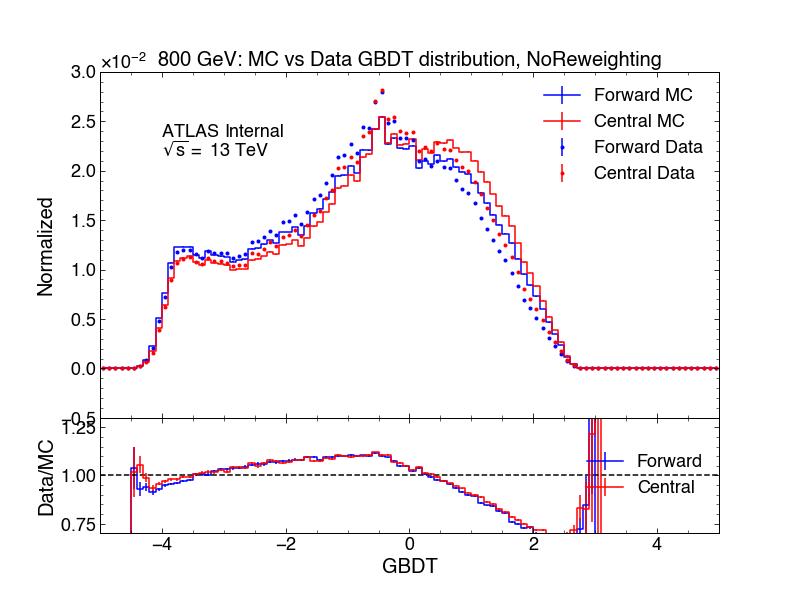 ×10⁻² 800 GeV: MC vs Data GBDT distribution, NoReweighting
3.0
2.5
2.0
1.5
1.0
0.5
0.0
-0.5
Normalized
ATLAS Internal
√s = 13 TeV
Forward MC
Central MC
Forward Data
Central Data
1.25
1.00
0.75
Data/MC
Forward
Central
−4 −2 0 2 4
GBDT